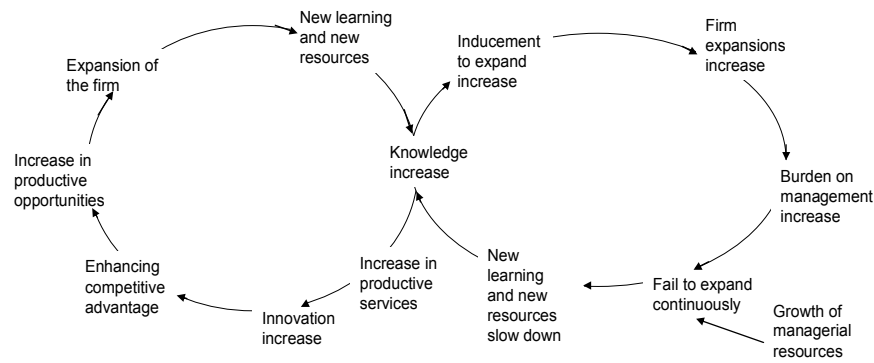 New learning
and new
resources
Inducement
to expand
increase
Firm
expansions
increase
Expansion of
the firm
Knowledge
increase
Increase in
productive
opportunities
Burden on
management
increase
Enhancing
competitive
advantage
Increase in
productive
services
New
learning
and new
resources
slow down
Fail to expand
continuously
Innovation
increase
Growth of
managerial
resources